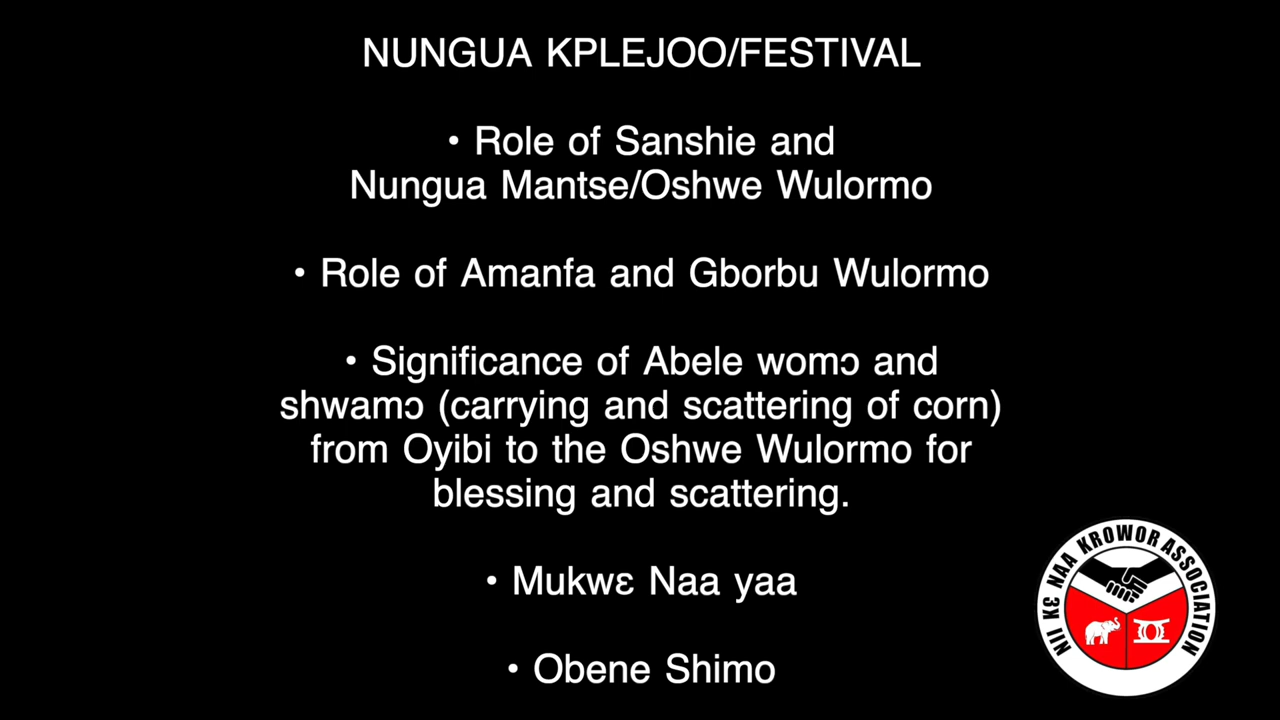 NUNGUA KPLEJOO/FESTIVAL
• Role of Sanshie and
Nungua Mantse/Oshwe Wulormo
• Role of Amanfa and Gborbu Wulormo
• Significance of Abele womɔ and
shwamɔ (carrying and scattering of corn)
from Oyibi to the Oshwe Wulormo for
blessing and scattering.
• Mukwɛ Naa yaa
• Obene Shimo
NII KƐ NAA KROWOR ASSOCIATION